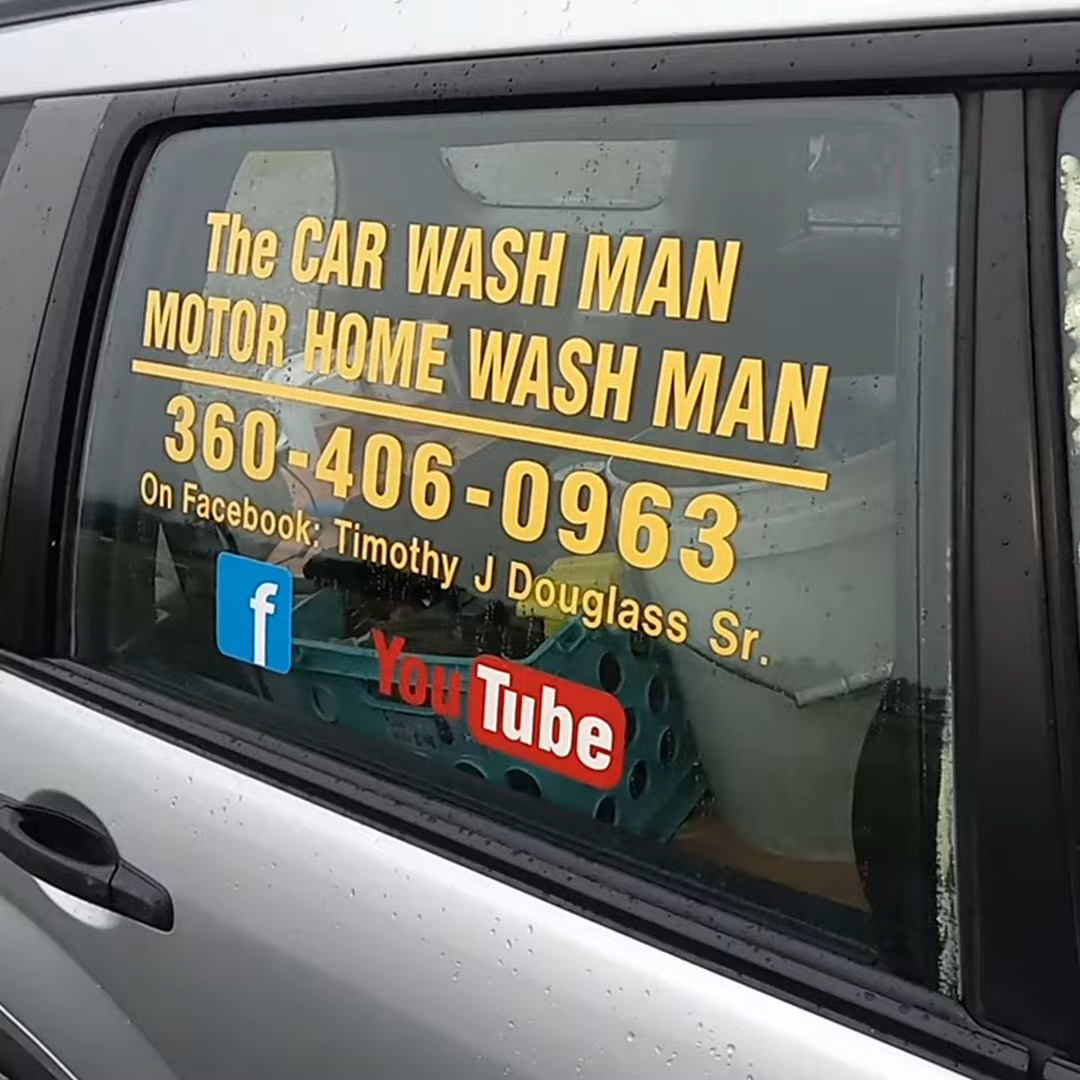 The CAR WASH MAN
MOTOR HOME WASH MAN
360-406-0963
On Facebook: Timothy J Douglass Sr.
f
YouTube